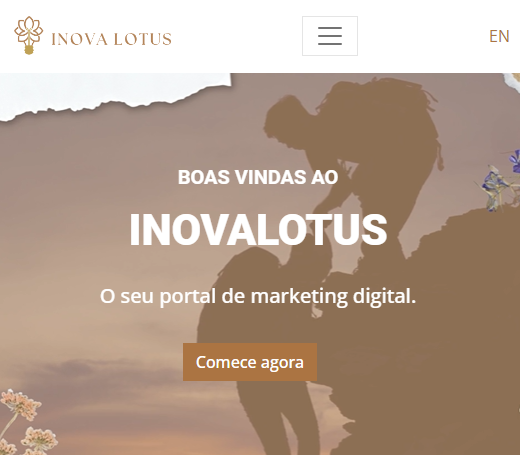 INOVA LOTUS
EN
BOAS VINDAS AO
INOVALOTUS
O seu portal de marketing digital.
Comece agora